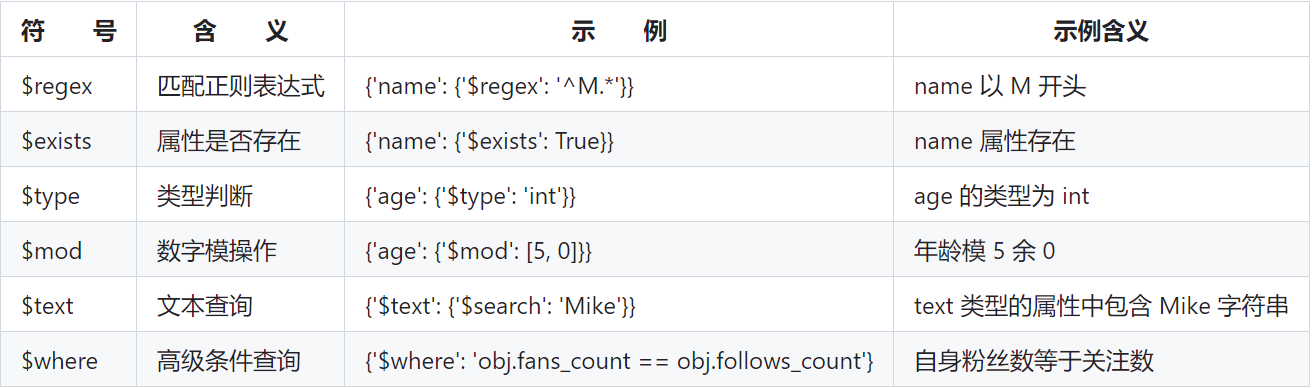 符 号 含 义 示 例 示例含义
$regex 匹配正则表达式 {'name': {'$regex': '^M.*'}} name 以 M 开头
$exists 属性是否存在 {'name': {'$exists': True}} name 属性存在
$type 类型判断 {'age': {'$type': 'int'}} age 的类型为 int
$mod 数字模操作 {'age': {'$mod': [5, 0]}} 年龄模 5 余 0
$text 文本查询 {'$text': {'$search': 'Mike'}} text 类型的属性中包含 Mike 字符串
$where 高级条件查询 {'$where': 'obj.fans_count == obj.follows_count'} 自身粉丝数等于关注数